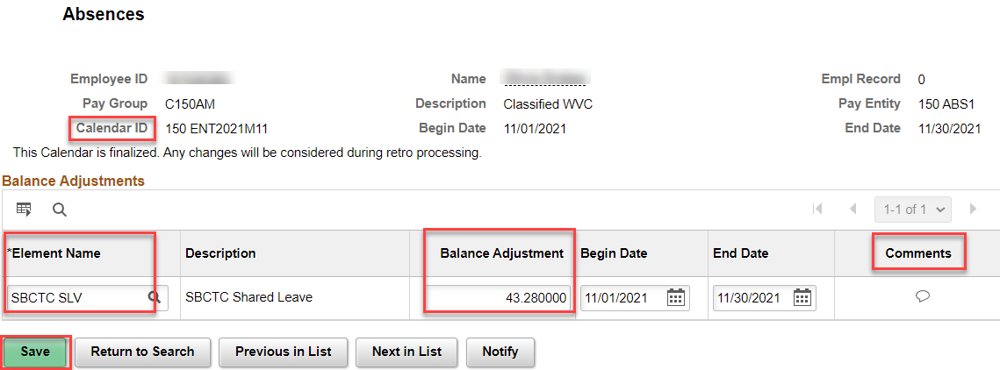 Absences
Employee ID Name Empl Record 0
Pay Group C150AM Description Classified WVC Pay Entity 150 ABS1
Calendar ID 150 ENT2021M11 Begin Date 11/01/2021 End Date 11/30/2021
This Calendar is finalized. Any changes will be considered during retro processing.
Balance Adjustments
1-1 of 1
*Element Name Description Balance Adjustment Begin Date End Date Comments
SBCTC SLV SBCTC Shared Leave 43.280000 11/01/2021 11/30/2021
Save Return to Search Previous in List Next in List Notify